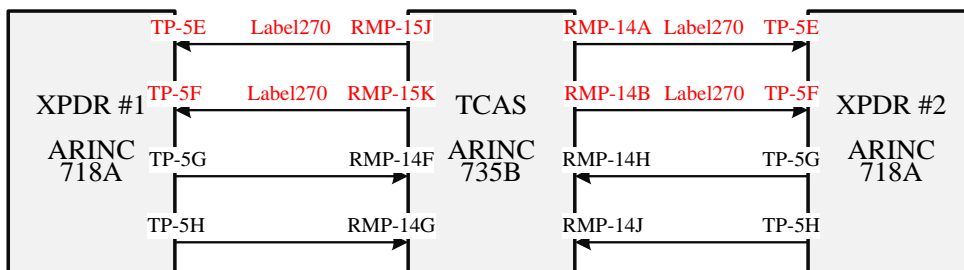 TP-5E Label270 RMP-15J RMP-14A Label270 TP-5E
XPDR #1 TP-5F Label270 RMP-15K TCAS RMP-14B Label270 TP-5F XPDR #2
ARINC TP-5G RMP-14F ARINC RMP-14H TP-5G ARINC
718A 735B 718A
TP-5H RMP-14G RMP-14J TP-5H